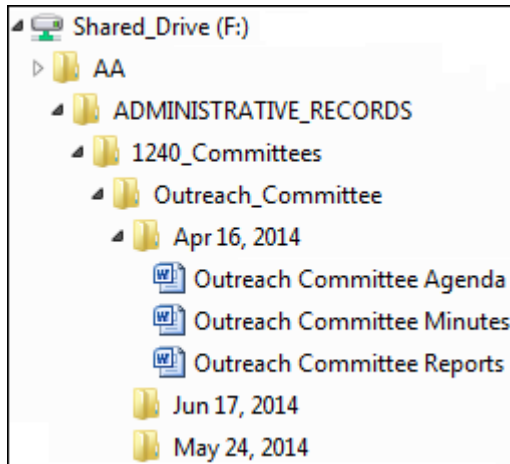 Shared_Drive (F:)
AA
ADMINISTRATIVE_RECORDS
1240_Committees
Outreach_Committee
Apr 16, 2014
Outreach Committee Agenda
Outreach Committee Minutes
Outreach Committee Reports
Jun 17, 2014
May 24, 2014